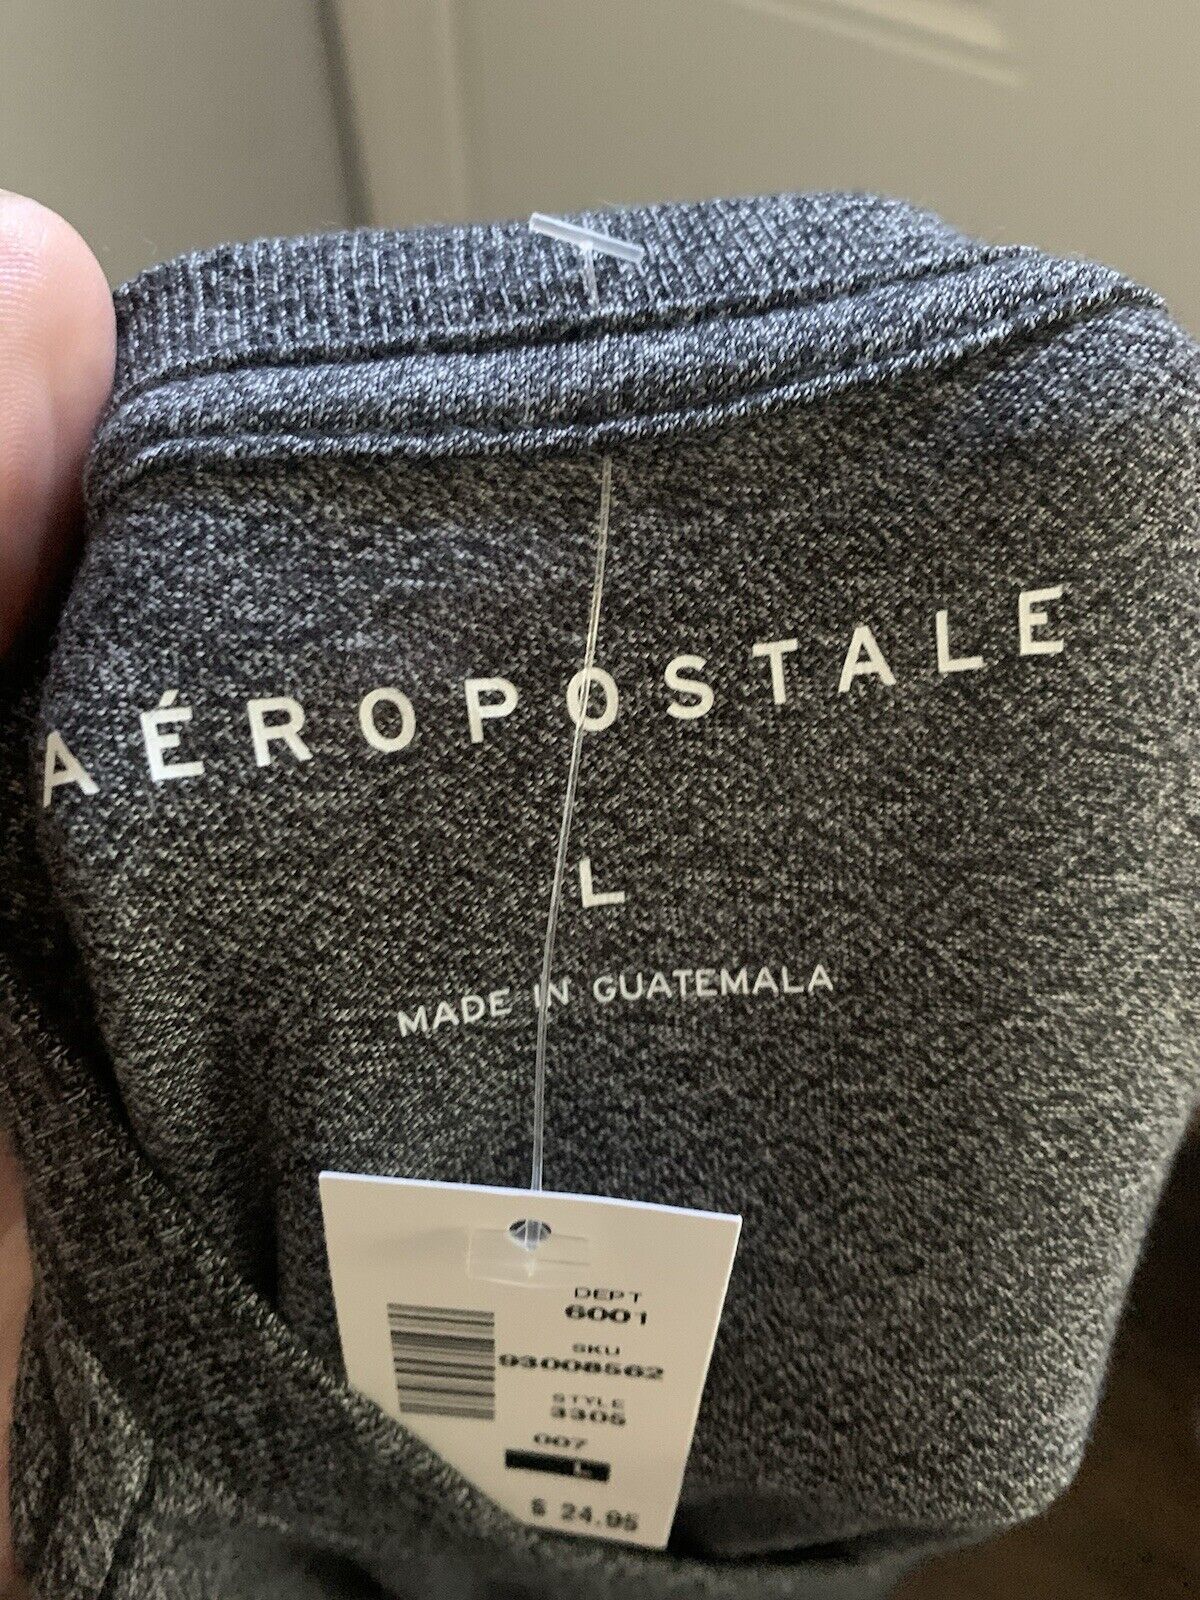 AÉROPOSTALE
L
MADE IN GUATEMALA
DEPT
6001
SKU
93008562
STYLE
3305
007
L
$ 24.95